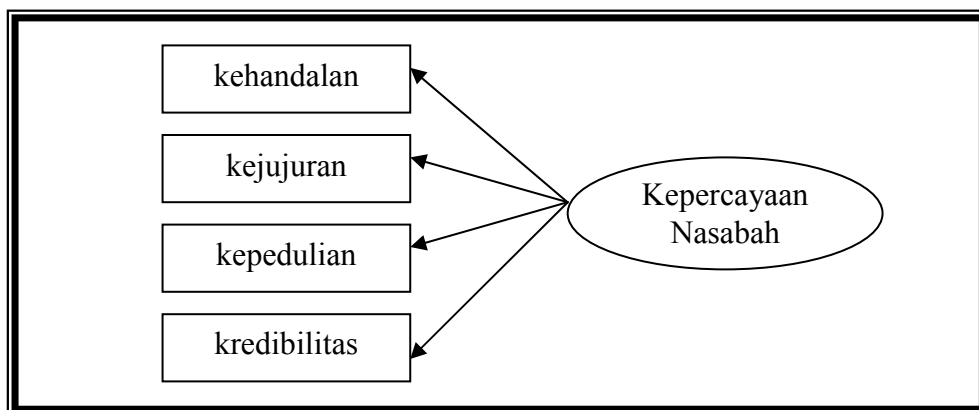 kehandalan
kejujuran
kepedulian
kredibilitas
Kepercayaan
Nasabah